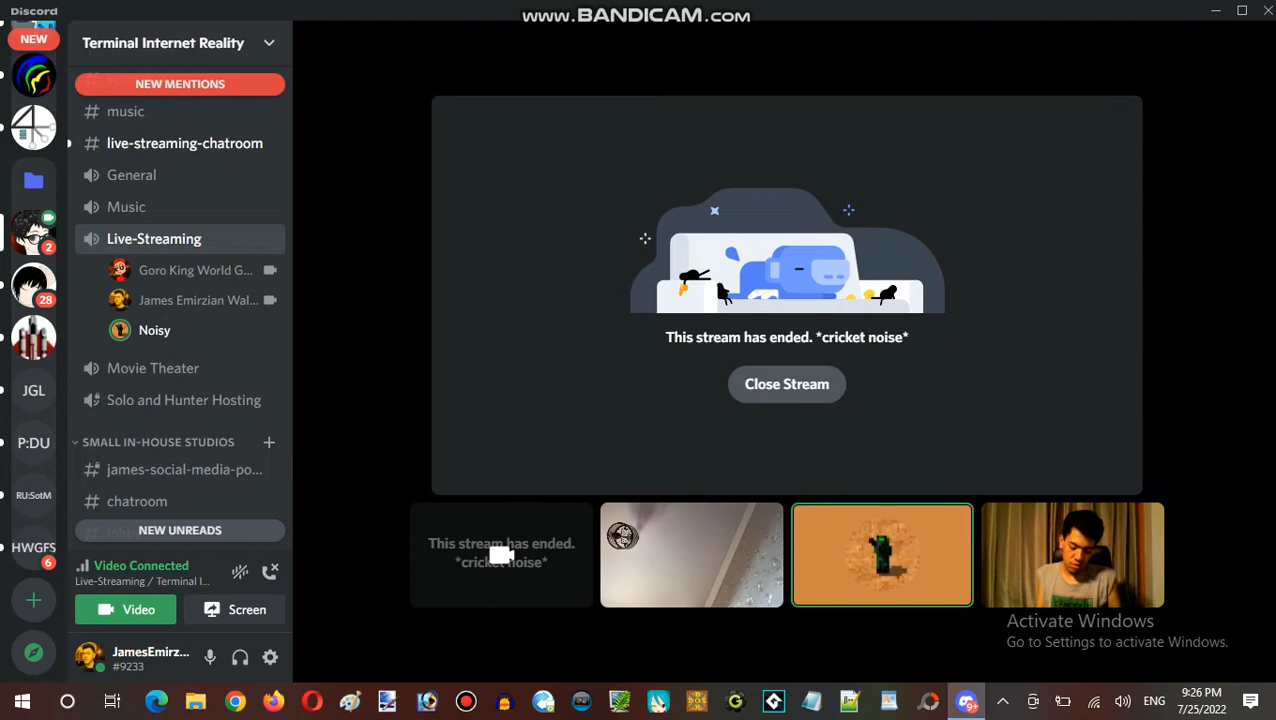 Discord
www.BANDICAM.com
NEW
Terminal Internet Reality
NEW MENTIONS
music
live-streaming-chatroom
General
Music
Live-Streaming
Goro King World G...
James Emirzian Wal...
Noisy
Movie Theater
Solo and Hunter Hosting
SMALL IN-HOUSE STUDIOS
james-social-media-po...
chatroom
NEW UNREADS
Video Connected
Live-Streaming / Terminal I...
Video
Screen
JamesEmirz...
#9233
2
28
JGL
P:DU
RU:SotM
HWGFS
6
This stream has ended. *cricket noise*
Close Stream
This stream has ended.
*cricket noise*
Activate Windows
Go to Settings to activate Windows.
9+
ENG
9:26 PM
7/25/2022